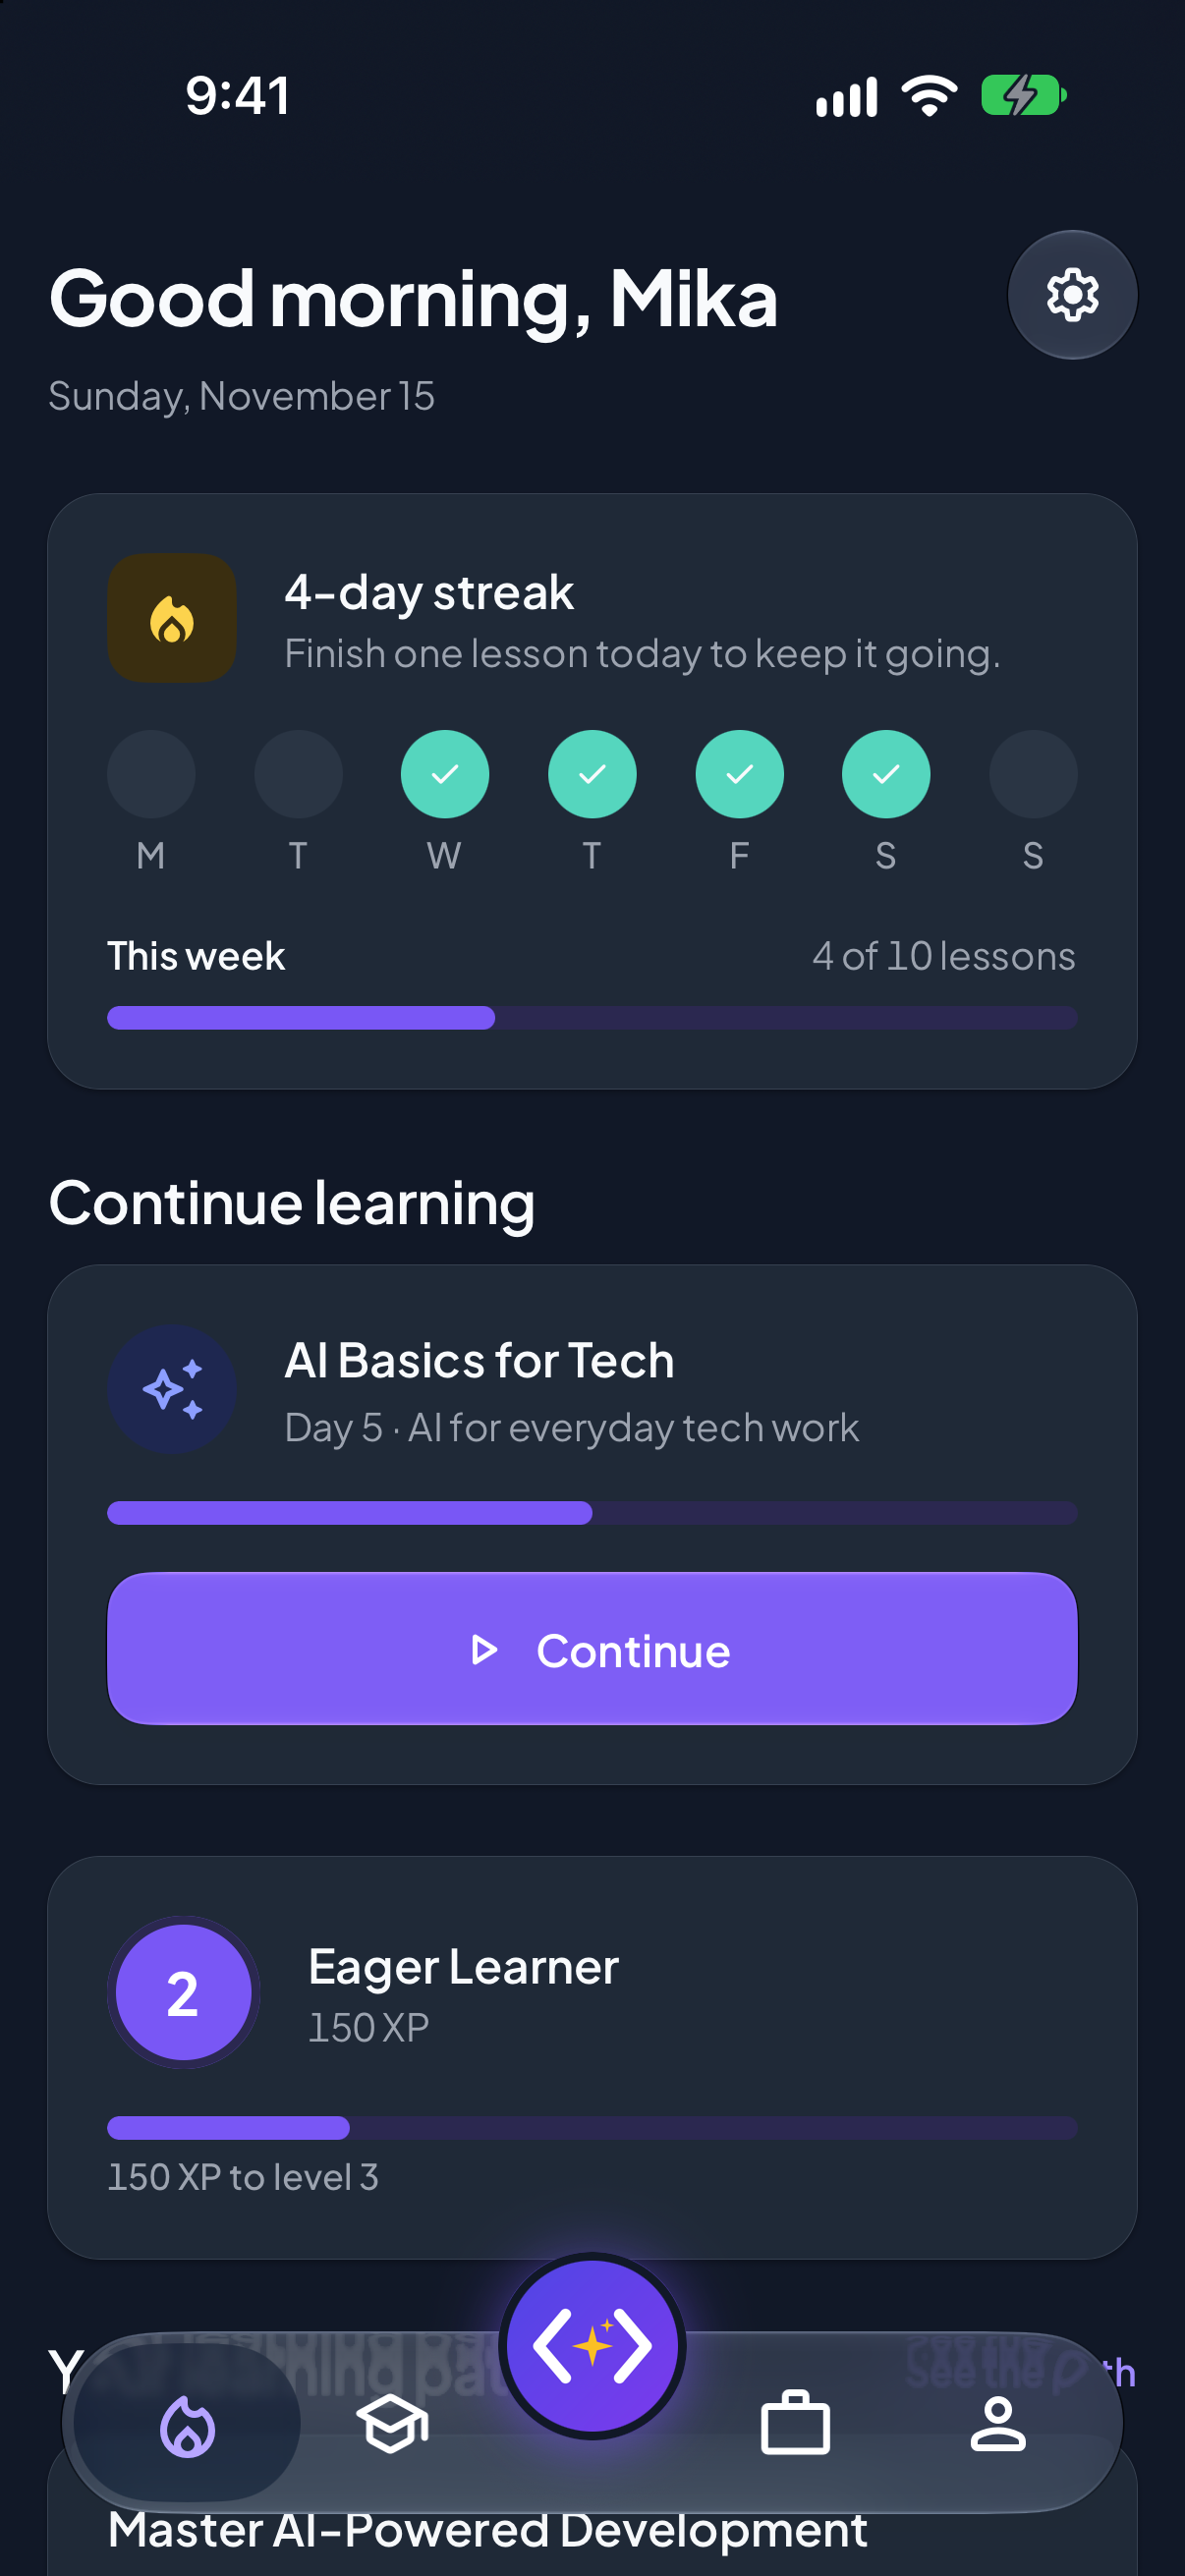 9:41
Good morning, Mika
Sunday, November 15
4-day streak
Finish one lesson today to keep it going.
M T W T F S S
This week 4 of 10 lessons
Continue learning
AI Basics for Tech
Day 5 · AI for everyday tech work
Continue
2
Eager Learner
150 XP
150 XP to level 3
See the
Master AI-Powered Development